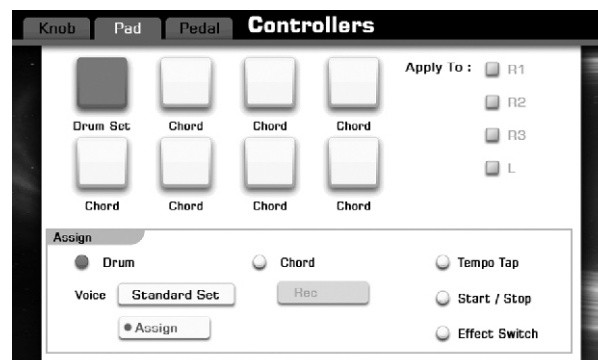 Knob Pad Pedal Controllers
Apply To : R1
R2
R3
L
Drum Set Chord Chord Chord
Chord Chord Chord Chord
Assign
Drum Chord Tempo Tap
Voice Standard Set Rec Start / Stop
Assign Effect Switch